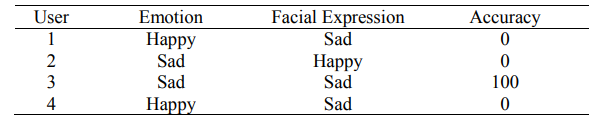 User Emotion Facial Expression Accuracy
1 Happy Sad 0
2 Sad Happy 0
3 Sad Sad 100
4 Happy Sad 0